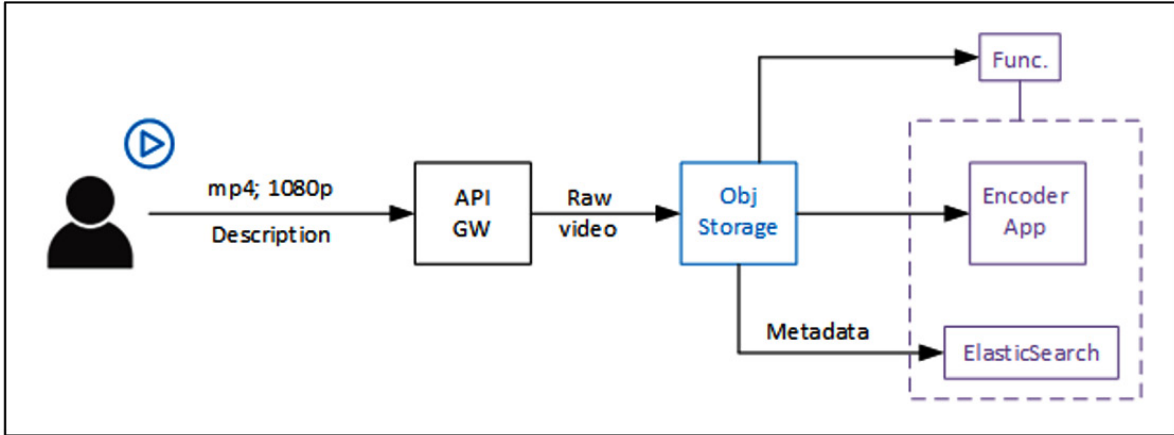 Func.
mp4; 1080p
Description
API
GW
Raw
video
Obj
Storage
Encoder
App
Metadata
ElasticSearch